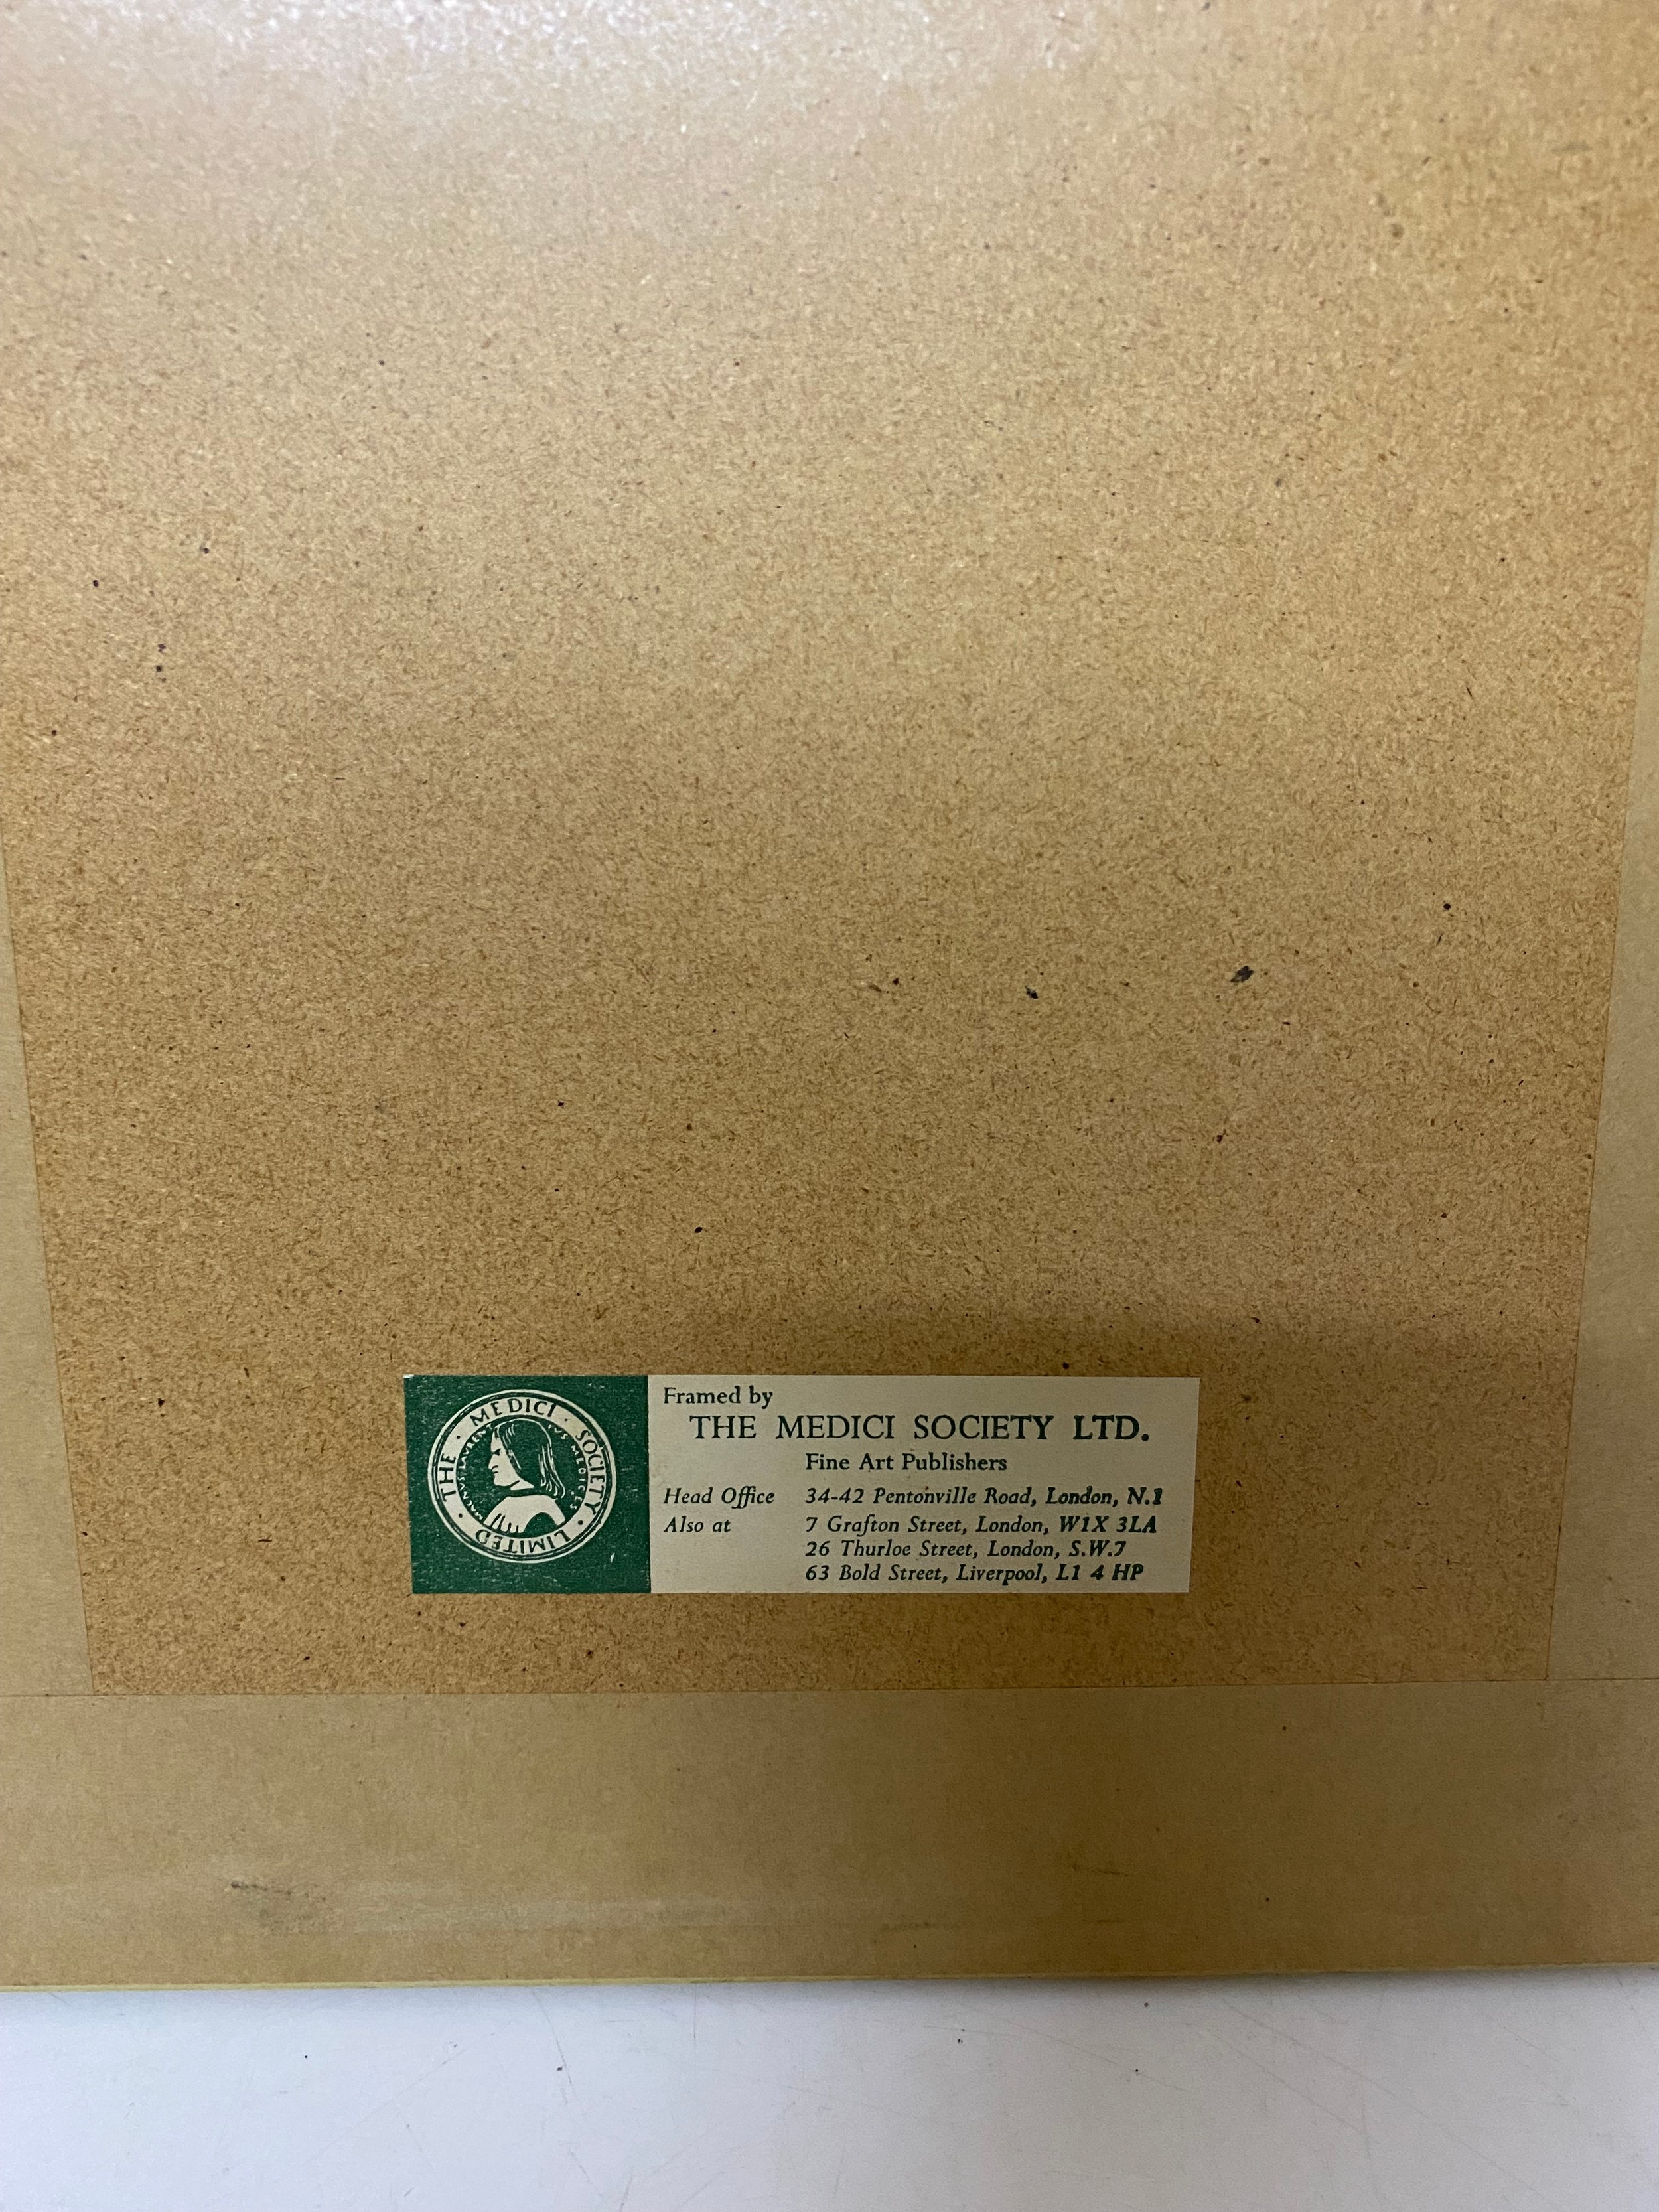 Framed by
THE MEDICI SOCIETY LTD.
Fine Art Publishers
Head Office 34-42 Pentonville Road, London, N.1
Also at 7 Grafton Street, London, W1X 3LA
26 Thurloe Street, London, S.W.7
63 Bold Street, Liverpool, L1 4 HP
THE · MEDICI · SOCIETY · LIMITED ·